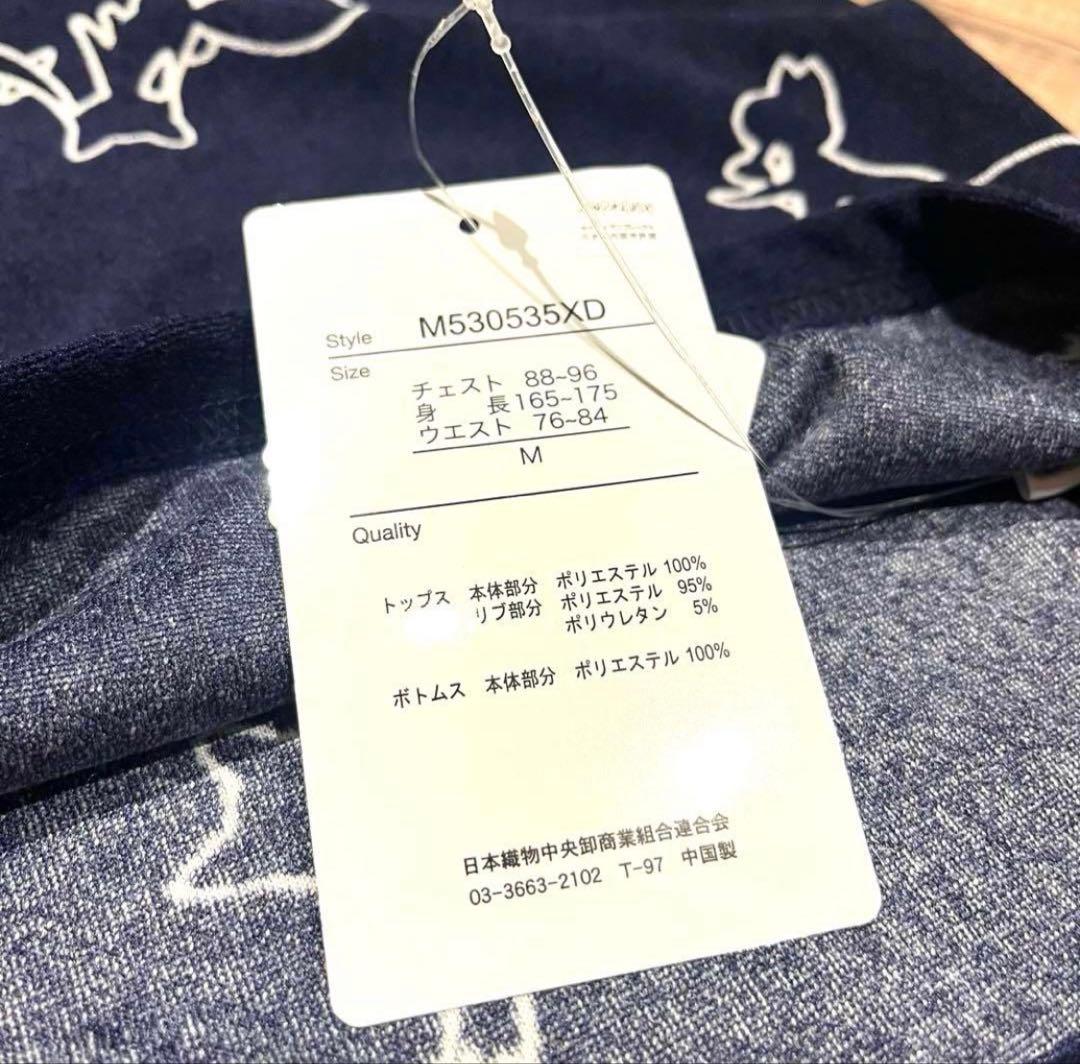 Style M530535XD
Size
チェスト 88~96
身長 165~175
ウエスト 76~84
M
Quality
トップス 本体部分 ポリエステル 100%
リブ部分 ポリエステル 95%
ポリウレタン 5%
ボトムス 本体部分 ポリエステル 100%
日本織物中央卸商業組合連合会
03-3663-2102 T-97 中国製